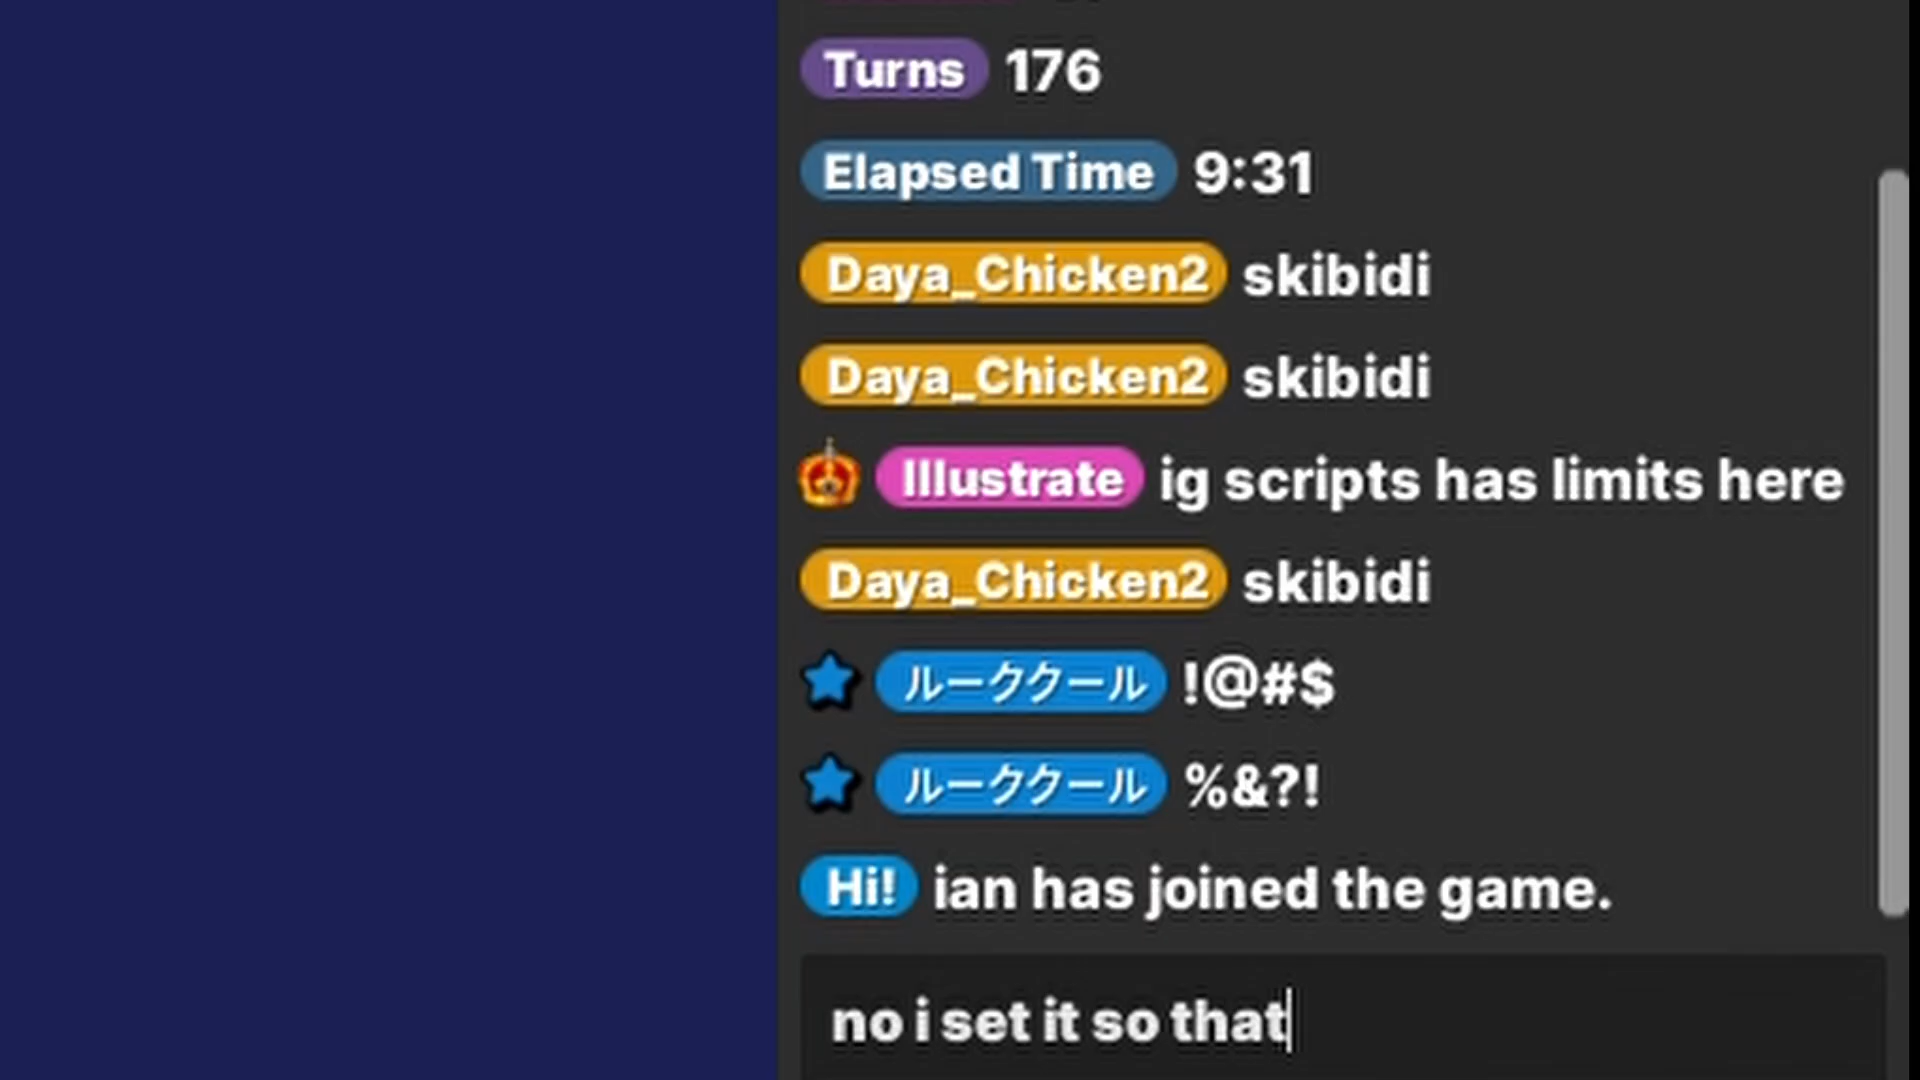 Turns 176
Elapsed Time 9:31
Daya_Chicken2 skibidi
Daya_Chicken2 skibidi
Illustrate ig scripts has limits here
Daya_Chicken2 skibidi
ルーククール !@#$
ルーククール %&?!
Hi! ian has joined the game.
no i set it so that